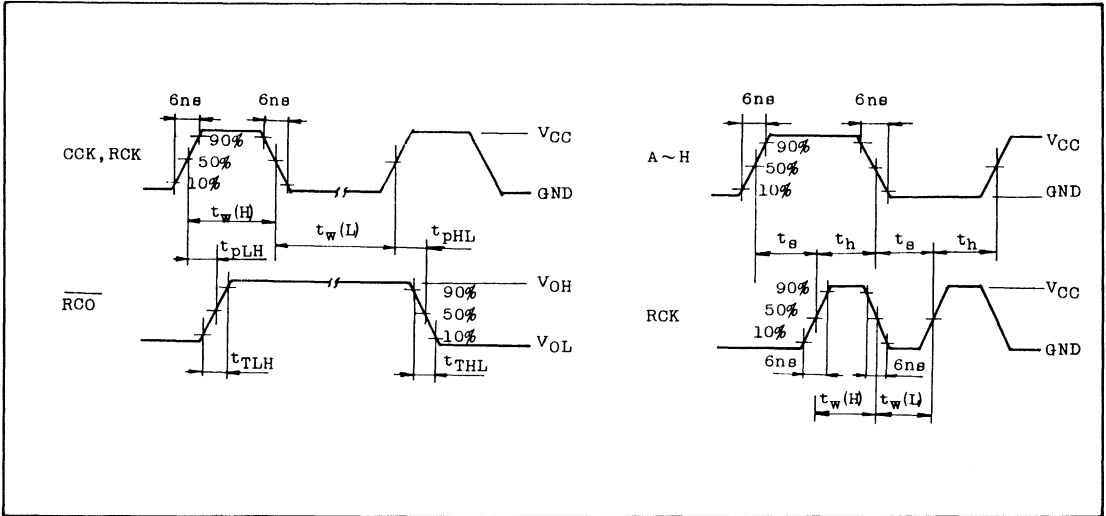 6ns 6ns
CCK, RCK
90%
50%
10%
VCC
GND
tw(H)
tw(L)
tpLH
tpHL
RCO
VOH
90%
50%
10%
VOL
tTLH
tTHL
6ns 6ns
A~H
90%
50%
10%
VCC
GND
ts th ts th
RCK
90%
50%
10%
VCC
GND
6ns 6ns
tw(H) tw(L)